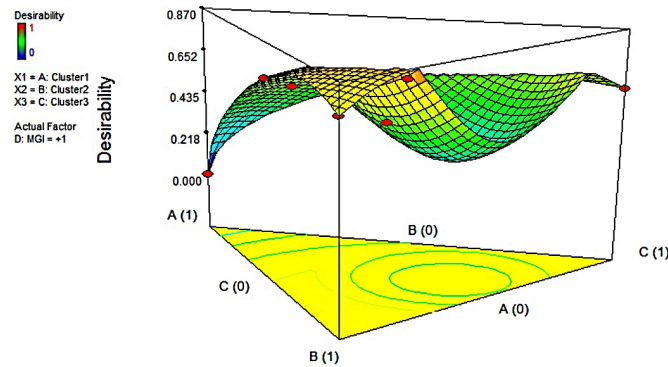 Desirability
1
0
X1 = A: Cluster1
X2 = B: Cluster2
X3 = C: Cluster3
Actual Factor
D: MGI = +1
Desirability
0.870
0.652
0.435
0.218
0.000
A (1)
B (0)
C (1)
C (0)
A (0)
B (1)